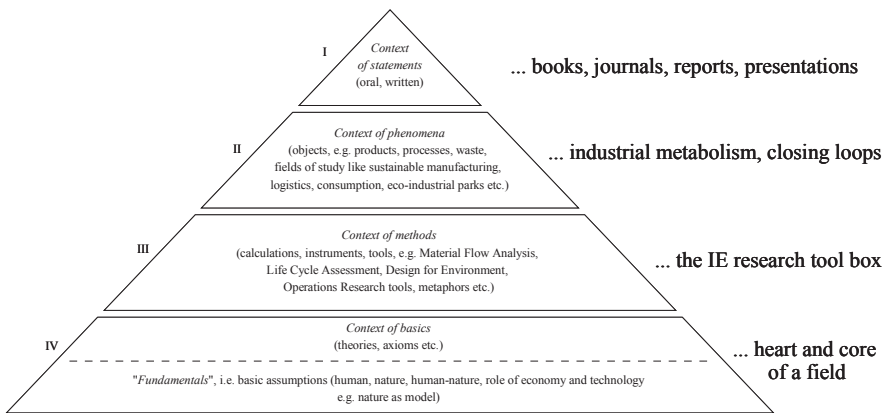 I
Context
of statements
(oral, written)
... books, journals, reports, presentations
II
Context of phenomena
(objects, e.g. products, processes, waste,
fields of study like sustainable manufacturing,
logistics, consumption, eco-industrial parks etc.)
... industrial metabolism, closing loops
III
Context of methods
(calculations, instruments, tools, e.g. Material Flow Analysis,
Life Cycle Assessment, Design for Environment,
Operations Research tools, metaphors etc.)
... the IE research tool box
IV
Context of basics
(theories, axioms etc.)
"Fundamentals", i.e. basic assumptions (human, nature, human-nature, role of economy and technology
e.g. nature as model)
... heart and core
of a field